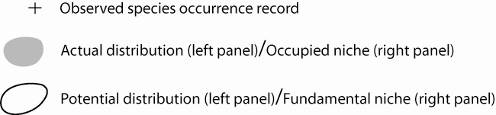 + Observed species occurrence record
Actual distribution (left panel)/Occupied niche (right panel)
Potential distribution (left panel)/Fundamental niche (right panel)